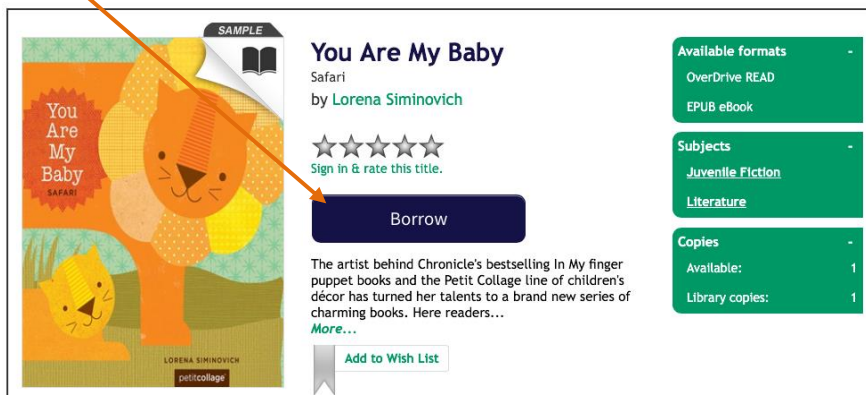 SAMPLE
You
Are
My
Baby
SAFARI
LORENA SIMINOVICH
petitcollage
You Are My Baby
Safari
by Lorena Siminovich
Sign in & rate this title.
Borrow
The artist behind Chronicle's bestselling In My finger
puppet books and the Petit Collage line of children's
décor has turned her talents to a brand new series of
charming books. Here readers...
More...
Add to Wish List
Available formats -
OverDrive READ
EPUB eBook
Subjects -
Juvenile Fiction
Literature
Copies -
Available: 1
Library copies: 1